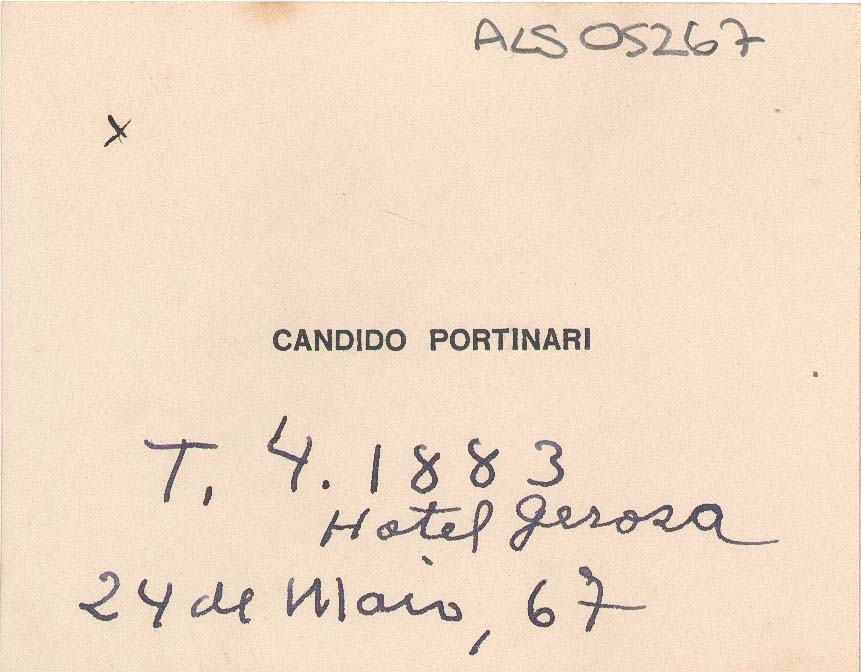 ALS 05267
x
CANDIDO PORTINARI
T. 4.1883
Hotel Gerosa
24 de Maio, 67